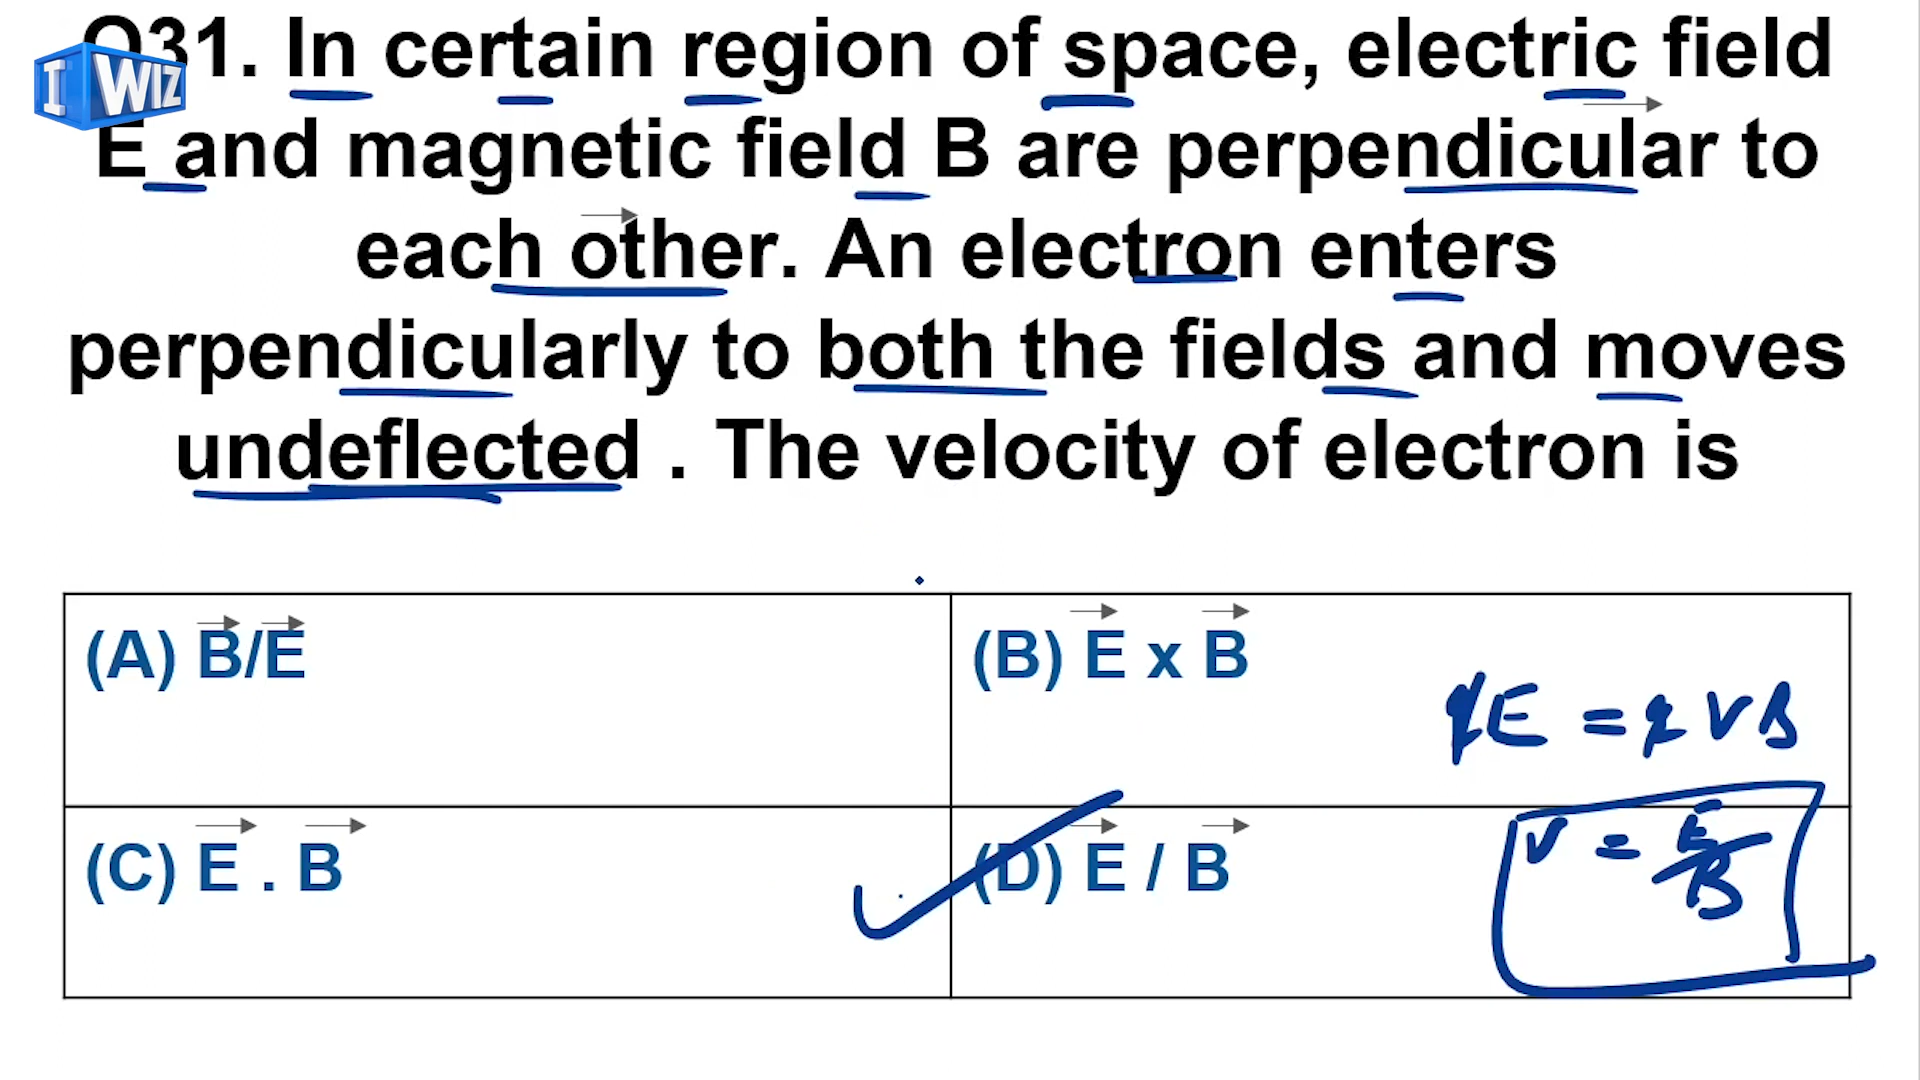 Q31. In certain region of space, electric field
I WIZ
E and magnetic field B are perpendicular to
each other. An electron enters
perpendicularly to both the fields and moves
undeflected . The velocity of electron is
(A) B/E
(B) E x B
qE = qVB
(C) E . B
(D) E / B
v = E/B